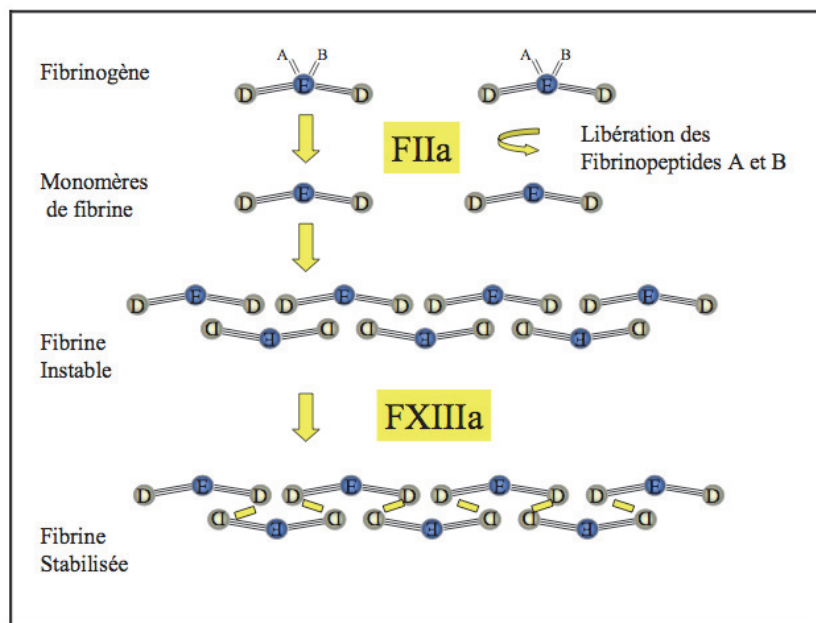 A B A B
Fibrinogène
D E D D E D
FIIa
Libération des
Fibrinopeptides A et B
Monomères
de fibrine
D E D D E D
D E D D E D D E D D E D
D E D D E D D E D
Fibrine
Instable
FXIIIa
D E D D E D D E D D E D
D E D D E D D E D
Fibrine
Stabilisée